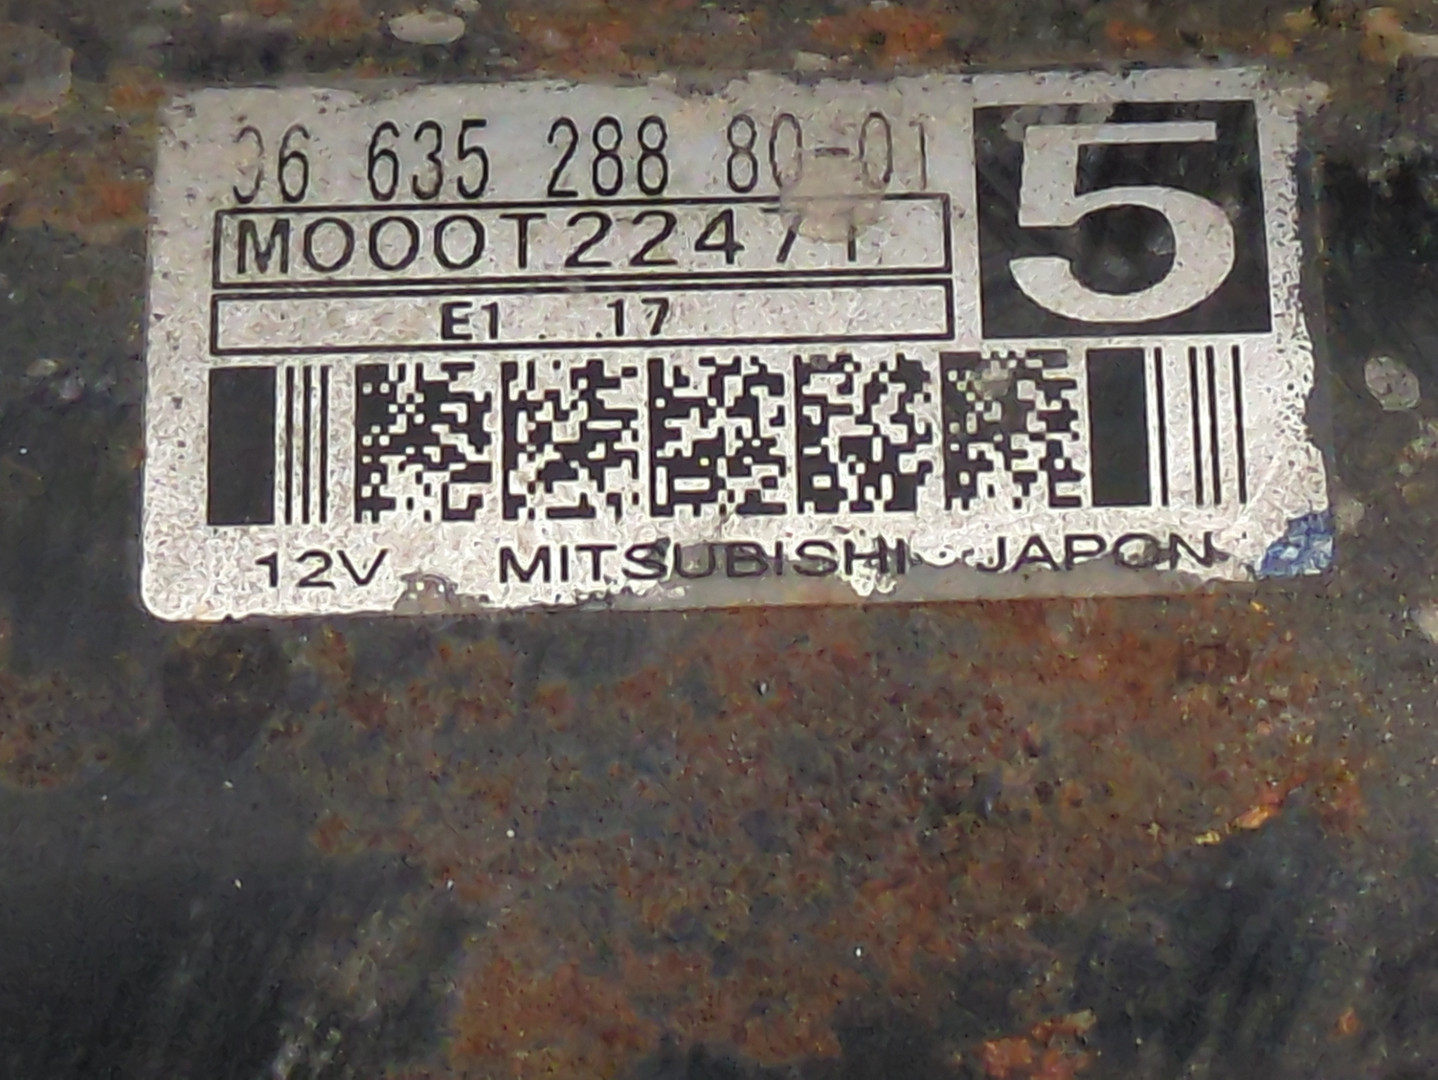 96 635 288 80-01
5
M000T22471
E1 17
12V MITSUBISHI JAPON